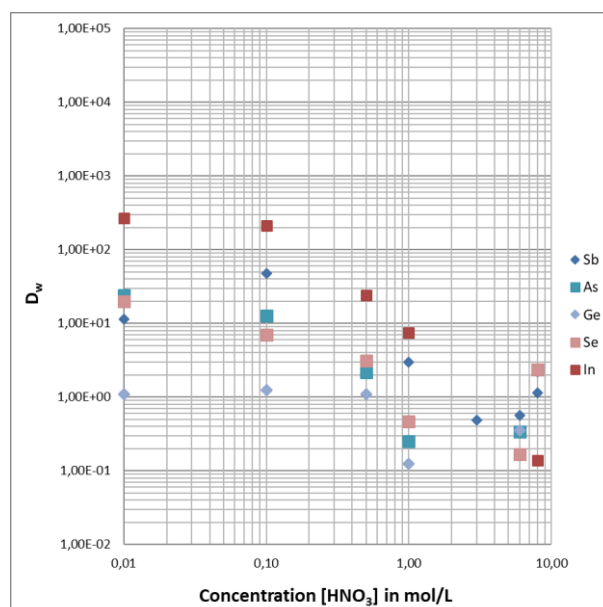 1,00E+05
1,00E+04
1,00E+03
1,00E+02
1,00E+01
1,00E+00
1,00E-01
1,00E-02
D_w
0,01 0,10 1,00 10,00
Concentration [HNO₃] in mol/L
Sb
As
Ge
Se
In